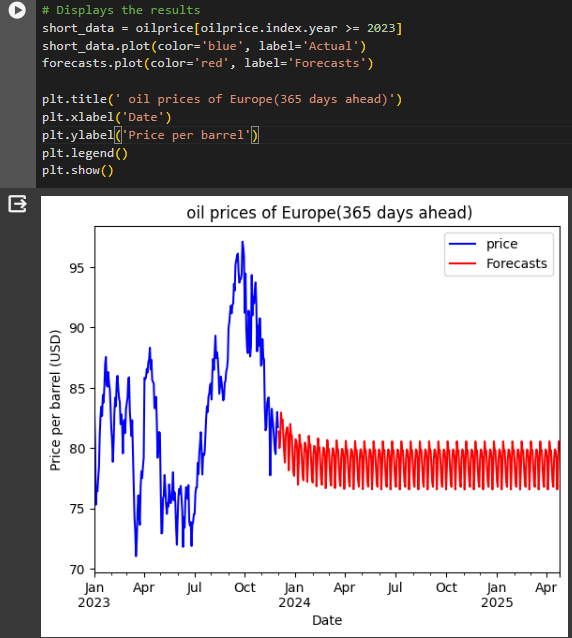 # Displays the results
short_data = oilprice[oilprice.index.year >= 2023]
short_data.plot(color='blue', label='Actual')
forecasts.plot(color='red', label='Forecasts')
plt.title(' oil prices of Europe(365 days ahead)')
plt.xlabel('Date')
plt.ylabel('Price per barrel')
plt.legend()
plt.show()
oil prices of Europe(365 days ahead)
price
Forecasts
95
90
85
80
75
70
Price per barrel (USD)
Jan Apr Jul Oct Jan Apr Jul Oct Jan Apr
2023 2024 2025
Date